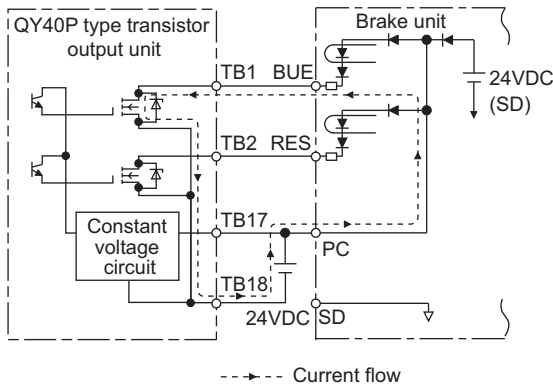 QY40P type transistor
output unit
Brake unit
TB1 BUE
24VDC
(SD)
TB2 RES
Constant
voltage
circuit
TB17
PC
TB18
24VDC SD
Current flow